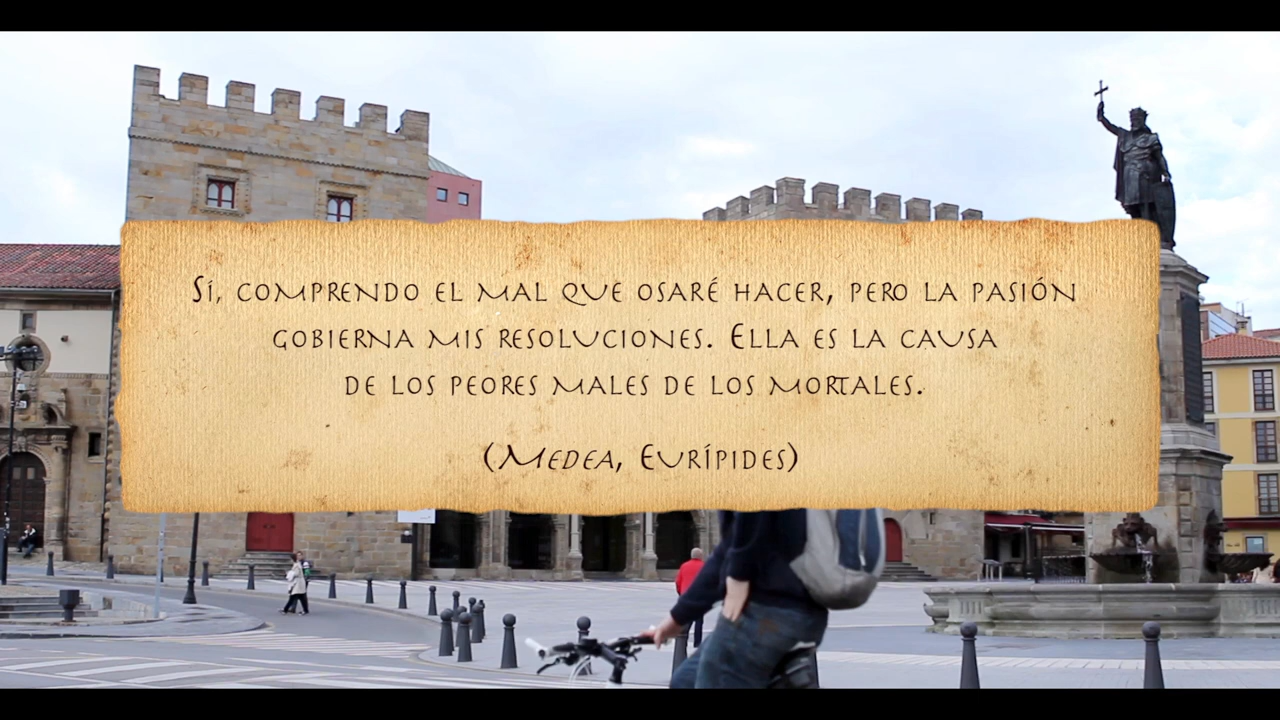 Sí, comprendo el mal que osaré hacer, pero la pasión
gobierna mis resoluciones. Ella es la causa
de los peores males de los mortales.
(Medea, Eurípides)